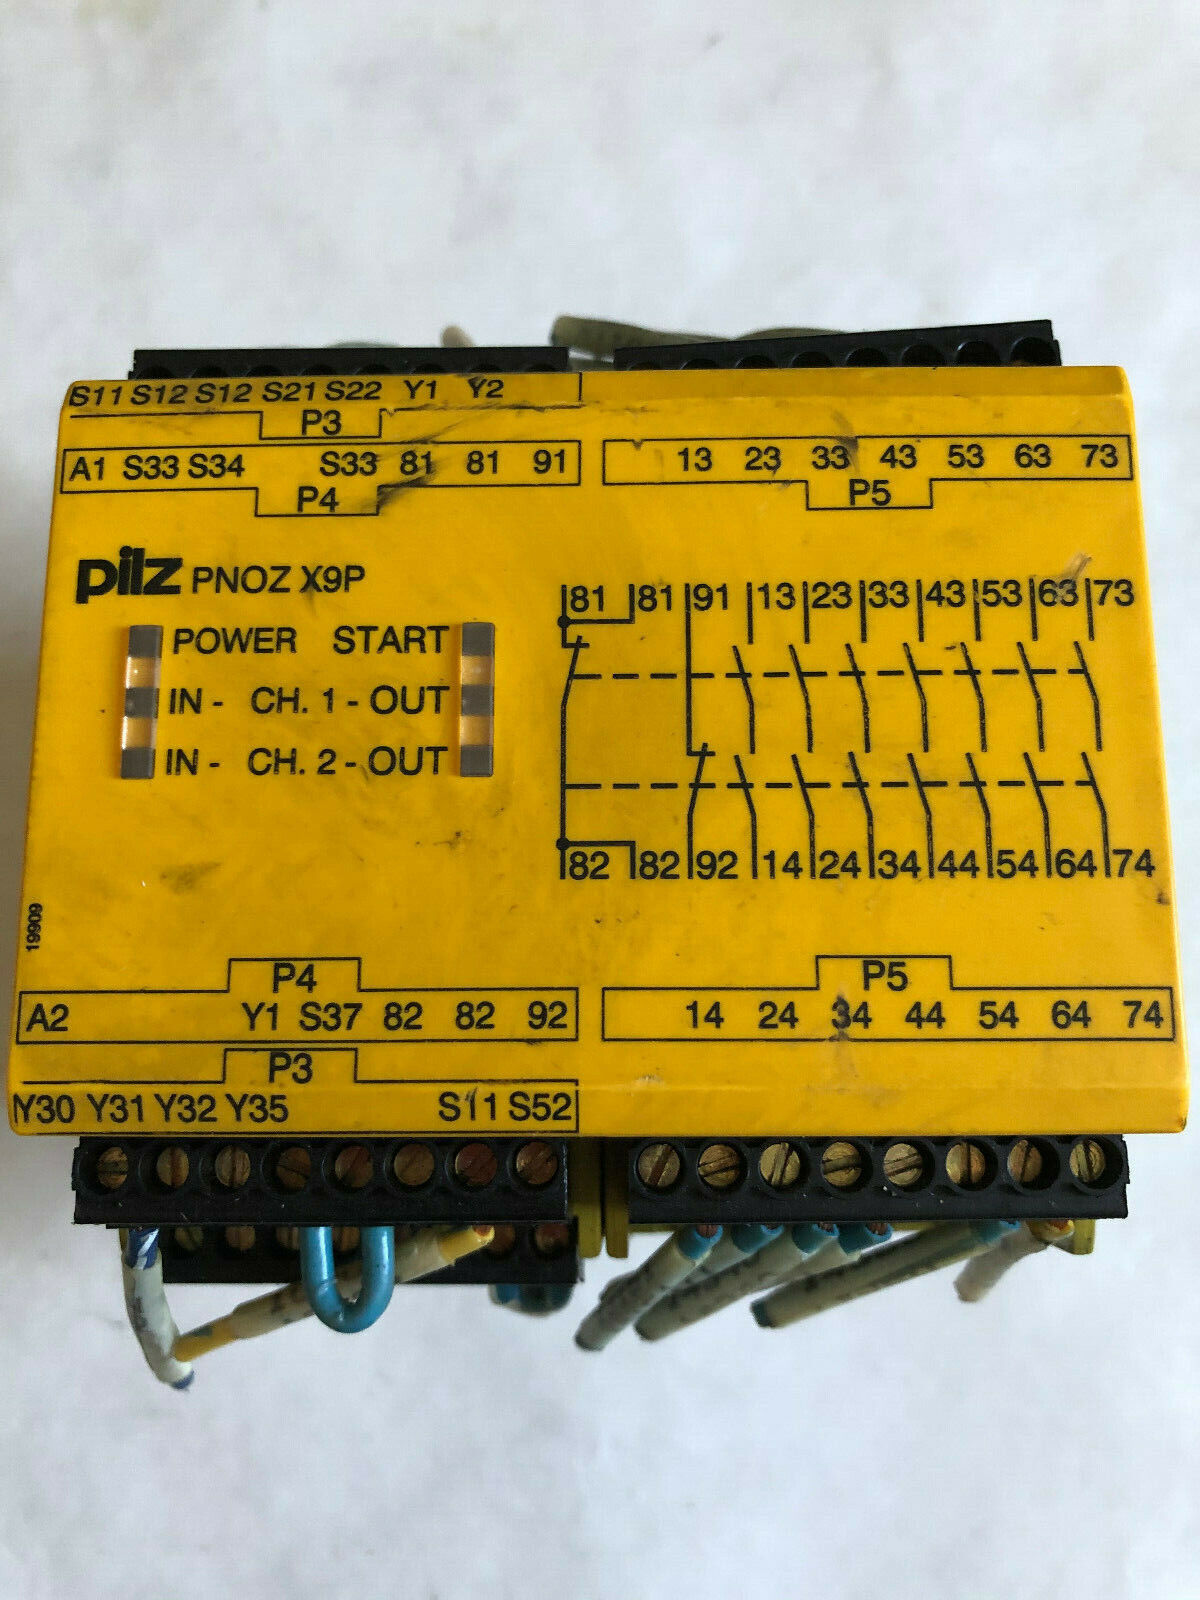 S11 S12 S12 S21 S22 Y1 Y2
P3
A1 S33 S34 S33 81 81 91
P4
13 23 33 43 53 63 73
P5
pilz PNOZ X9P
POWER START
IN - CH. 1 - OUT
IN - CH. 2 - OUT
81 81 91 13 23 33 43 53 63 73
82 82 92 14 24 34 44 54 64 74
19909
P4
A2 Y1 S37 82 82 92
P3
Y30 Y31 Y32 Y35 S11 S52
P5
14 24 34 44 54 64 74